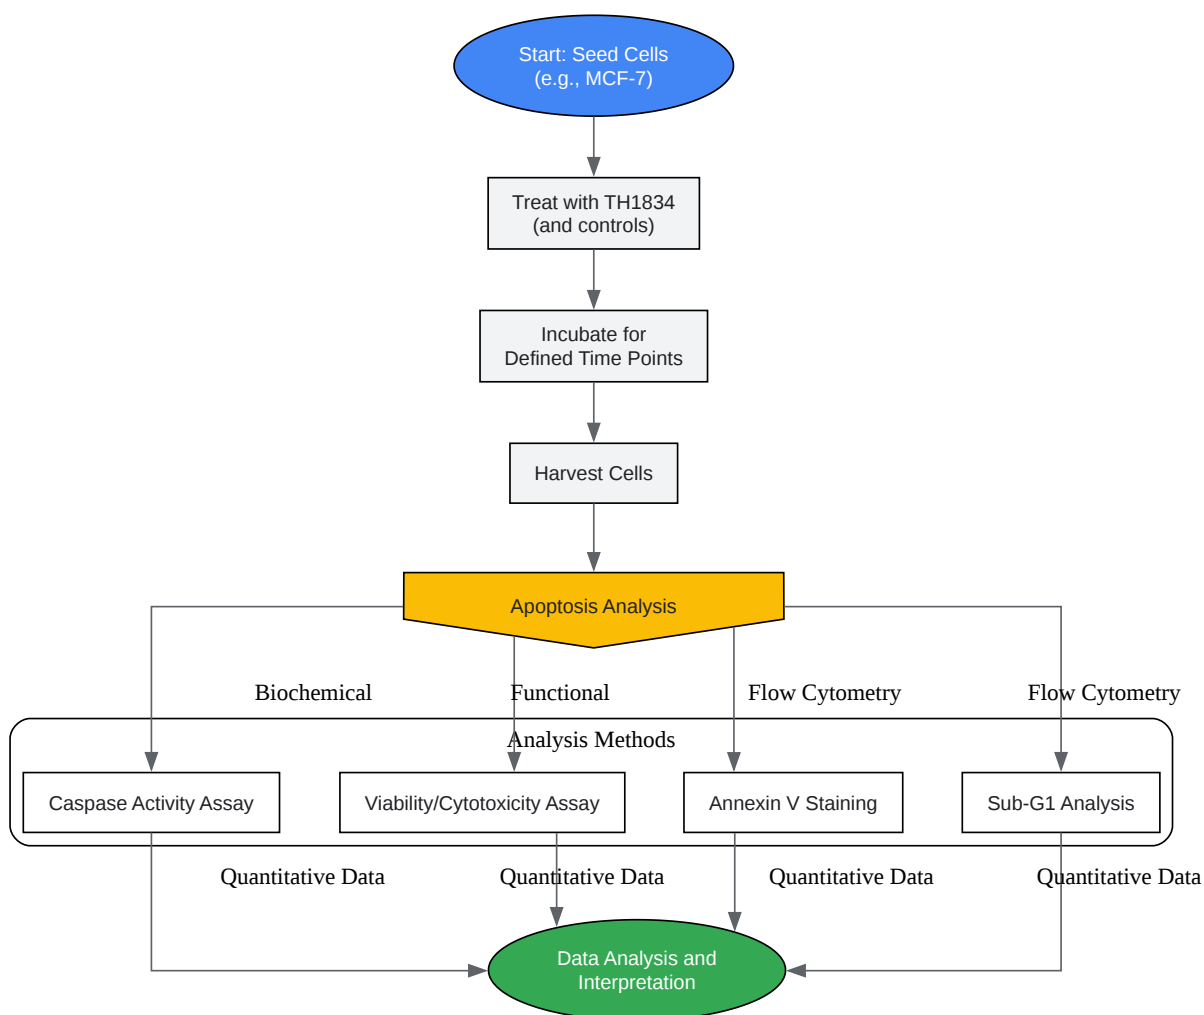 Start: Seed Cells
(e.g., MCF-7)
Treat with TH1834
(and controls)
Incubate for
Defined Time Points
Harvest Cells
Apoptosis Analysis
Biochemical
Functional
Flow Cytometry
Flow Cytometry
Analysis Methods
Caspase Activity Assay
Viability/Cytotoxicity Assay
Annexin V Staining
Sub-G1 Analysis
Quantitative Data
Quantitative Data
Quantitative Data
Quantitative Data
Data Analysis and
Interpretation